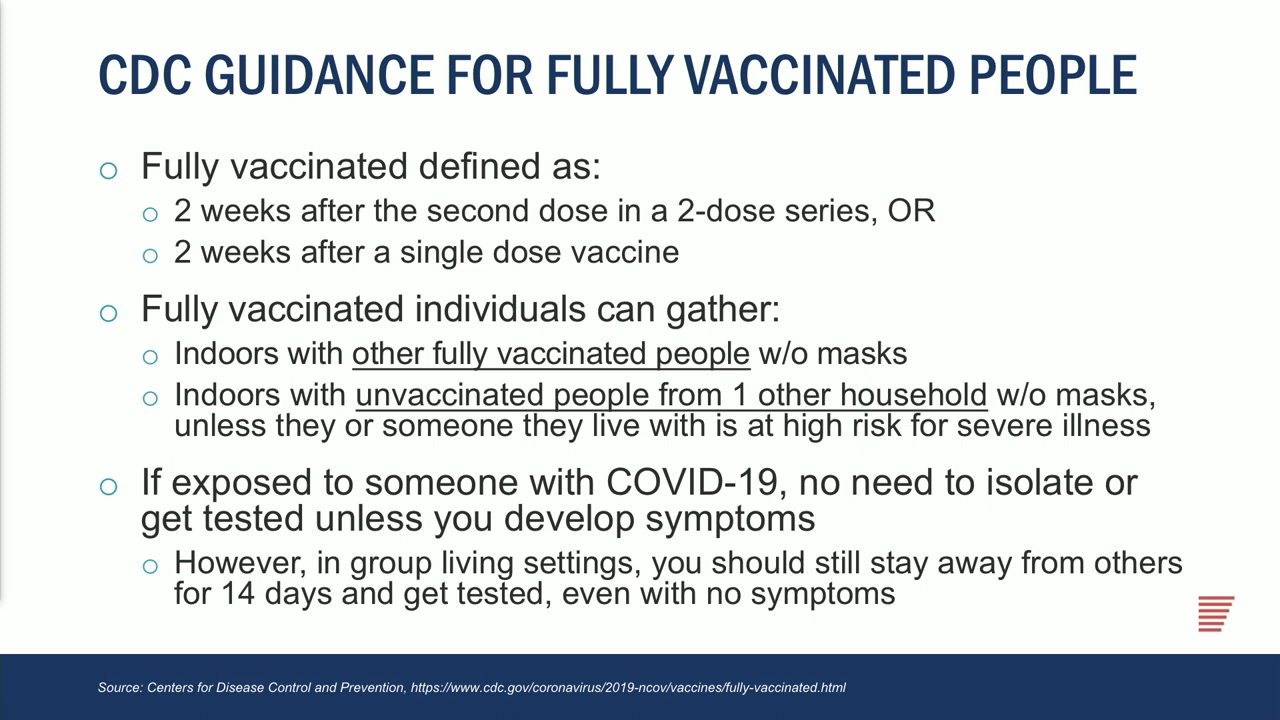 CDC GUIDANCE FOR FULLY VACCINATED PEOPLE
Fully vaccinated defined as:
2 weeks after the second dose in a 2-dose series, OR
2 weeks after a single dose vaccine
Fully vaccinated individuals can gather:
Indoors with other fully vaccinated people w/o masks
Indoors with unvaccinated people from 1 other household w/o masks,
unless they or someone they live with is at high risk for severe illness
If exposed to someone with COVID-19, no need to isolate or
get tested unless you develop symptoms
However, in group living settings, you should still stay away from others
for 14 days and get tested, even with no symptoms
Source: Centers for Disease Control and Prevention, https://www.cdc.gov/coronavirus/2019-ncov/vaccines/fully-vaccinated.html